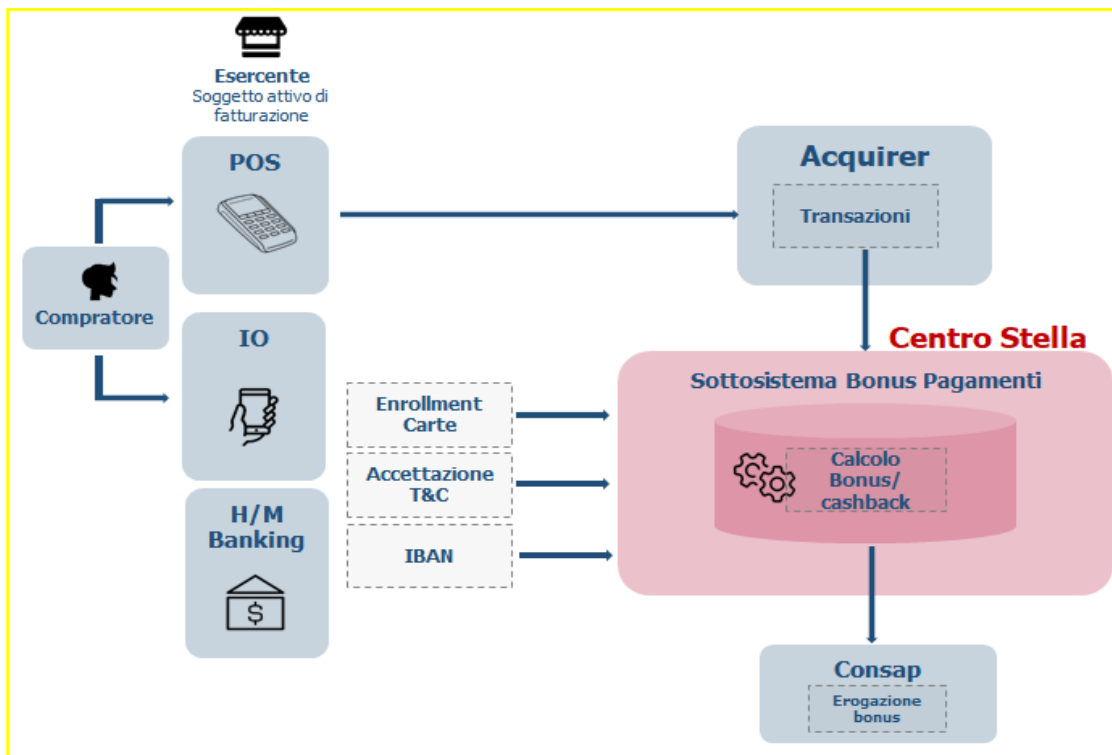 Esercente
Soggetto attivo di
fatturazione
POS
Acquirer
Transazioni
Compratore
IO
Centro Stella
Sottosistema Bonus Pagamenti
Enrollment
Carte
Accettazione
T&C
IBAN
Calcolo
Bonus/
cashback
H/M
Banking
$
Consap
Erogazione
bonus